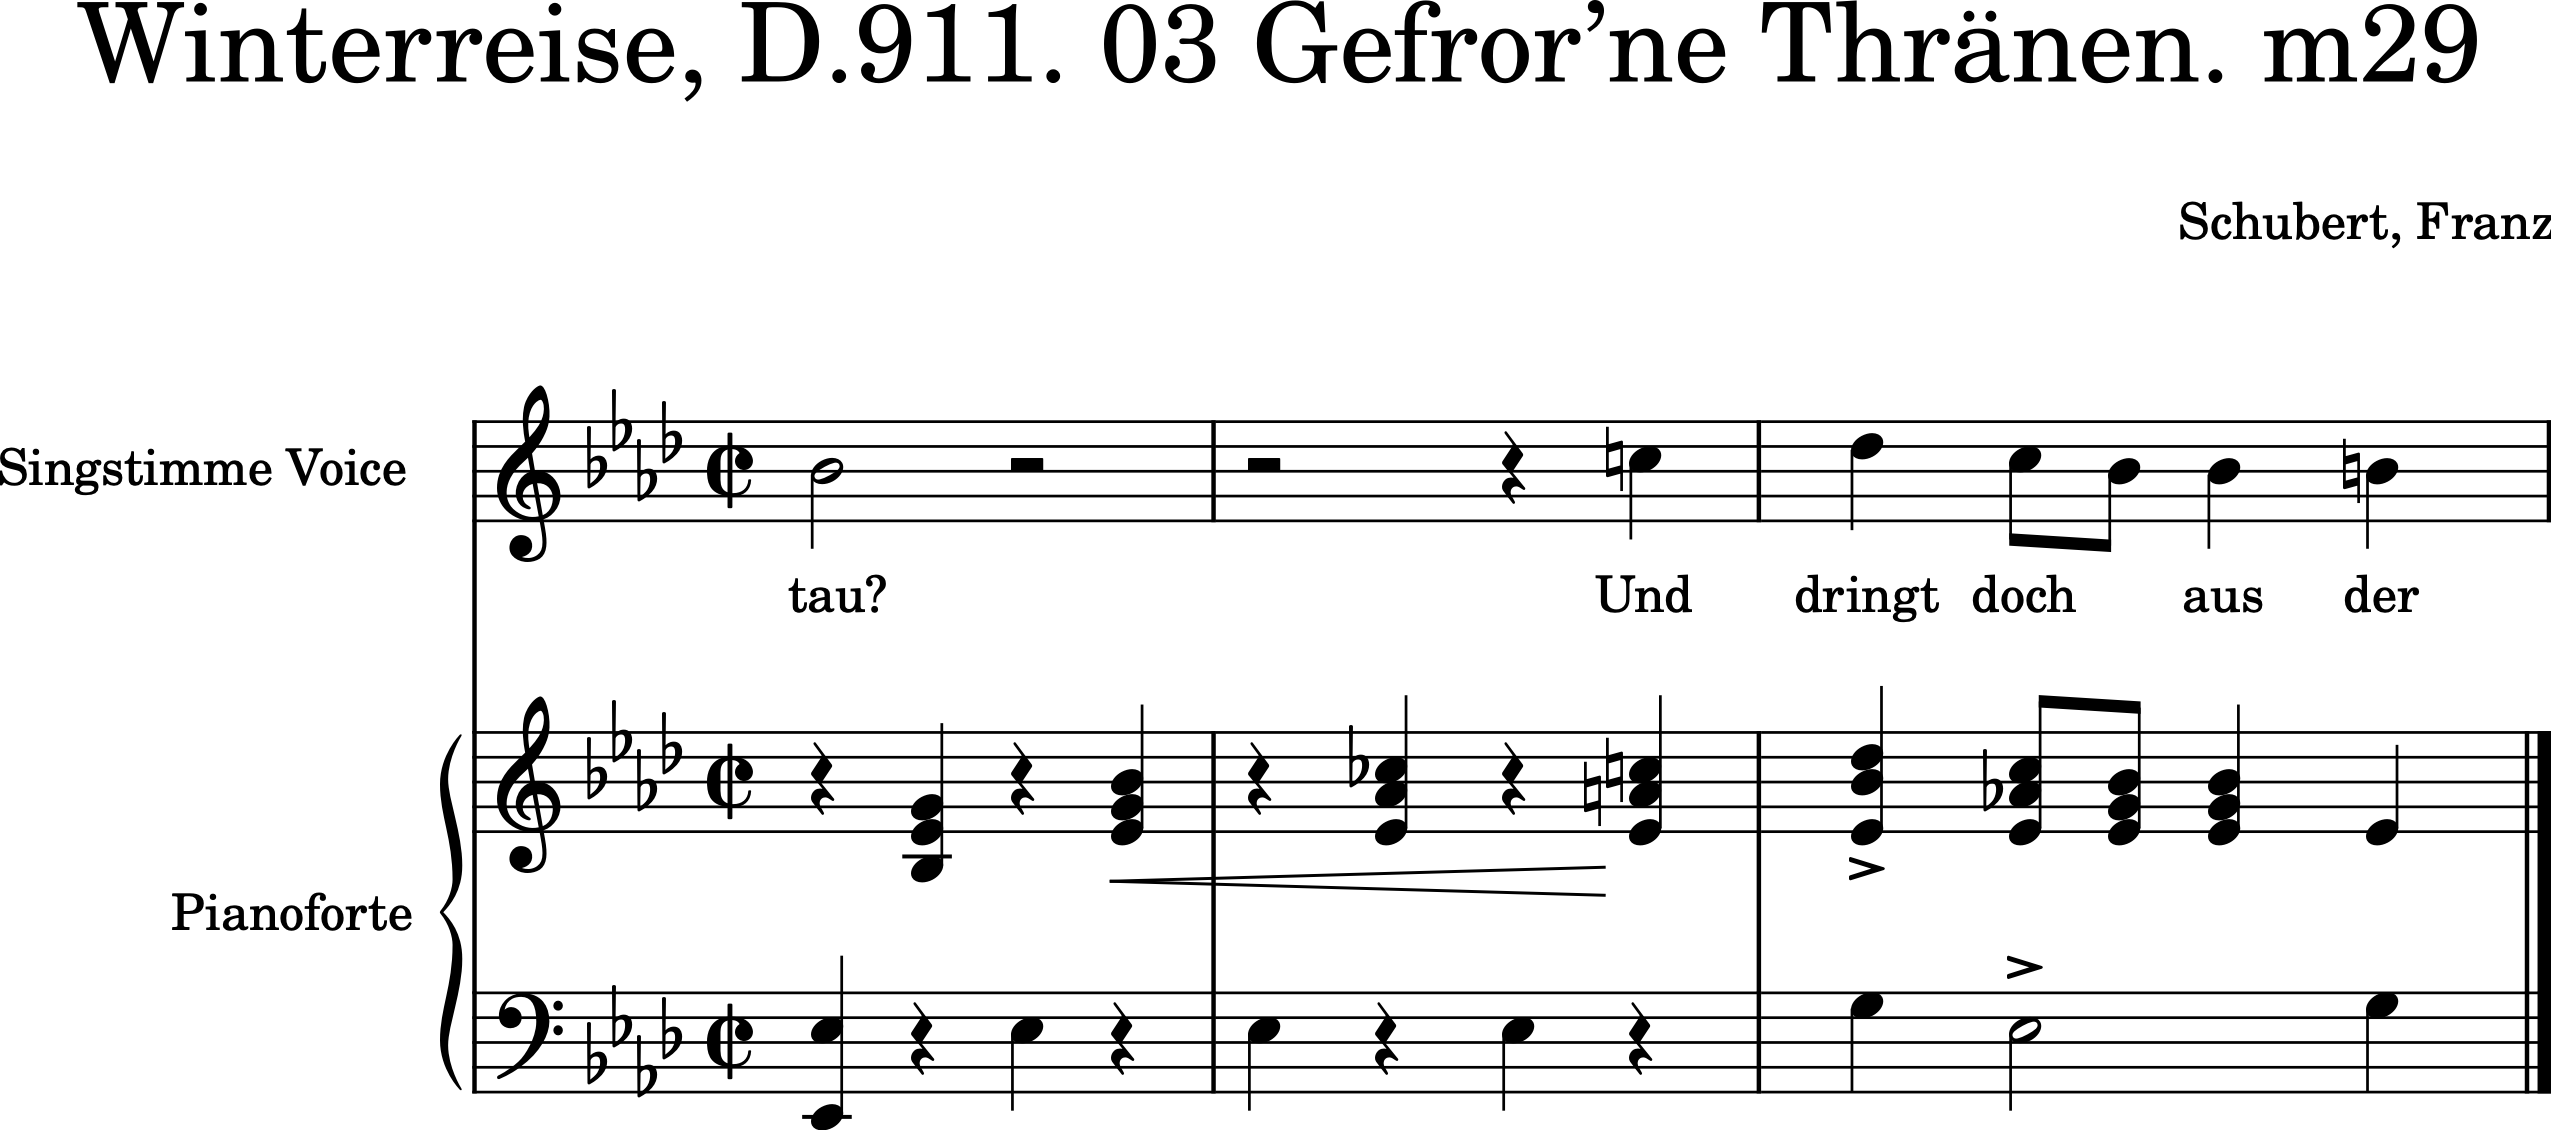 Winterreise, D.911. 03 Gefror’ne Thränen. m29
Schubert, Franz
Singstimme Voice
tau? Und dringt doch aus der
Pianoforte